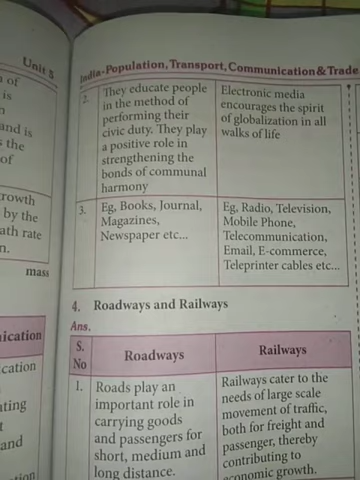 Unit 5
India-Population, Transport, Communication & Trade
of
is
and is
s the
of
rowth
by the
ath rate
n.
mass
ication
cation
ting
t
and
ation
2. They educate people
in the method of
performing their
civic duty. They play
a positive role in
strengthening the
bonds of communal
harmony
Electronic media
encourages the spirit
of globalization in all
walks of life
3. Eg, Books, Journal,
Magazines,
Newspaper etc...
Eg, Radio, Television,
Mobile Phone,
Telecommunication,
Email, E-commerce,
Teleprinter cables etc...
4. Roadways and Railways
Ans.
S.
No
Roadways
Railways
1. Roads play an
important role in
carrying goods
and passengers for
short, medium and
long distance.
Railways cater to the
needs of large scale
movement of traffic,
both for freight and
passenger, thereby
contributing to
economic growth.